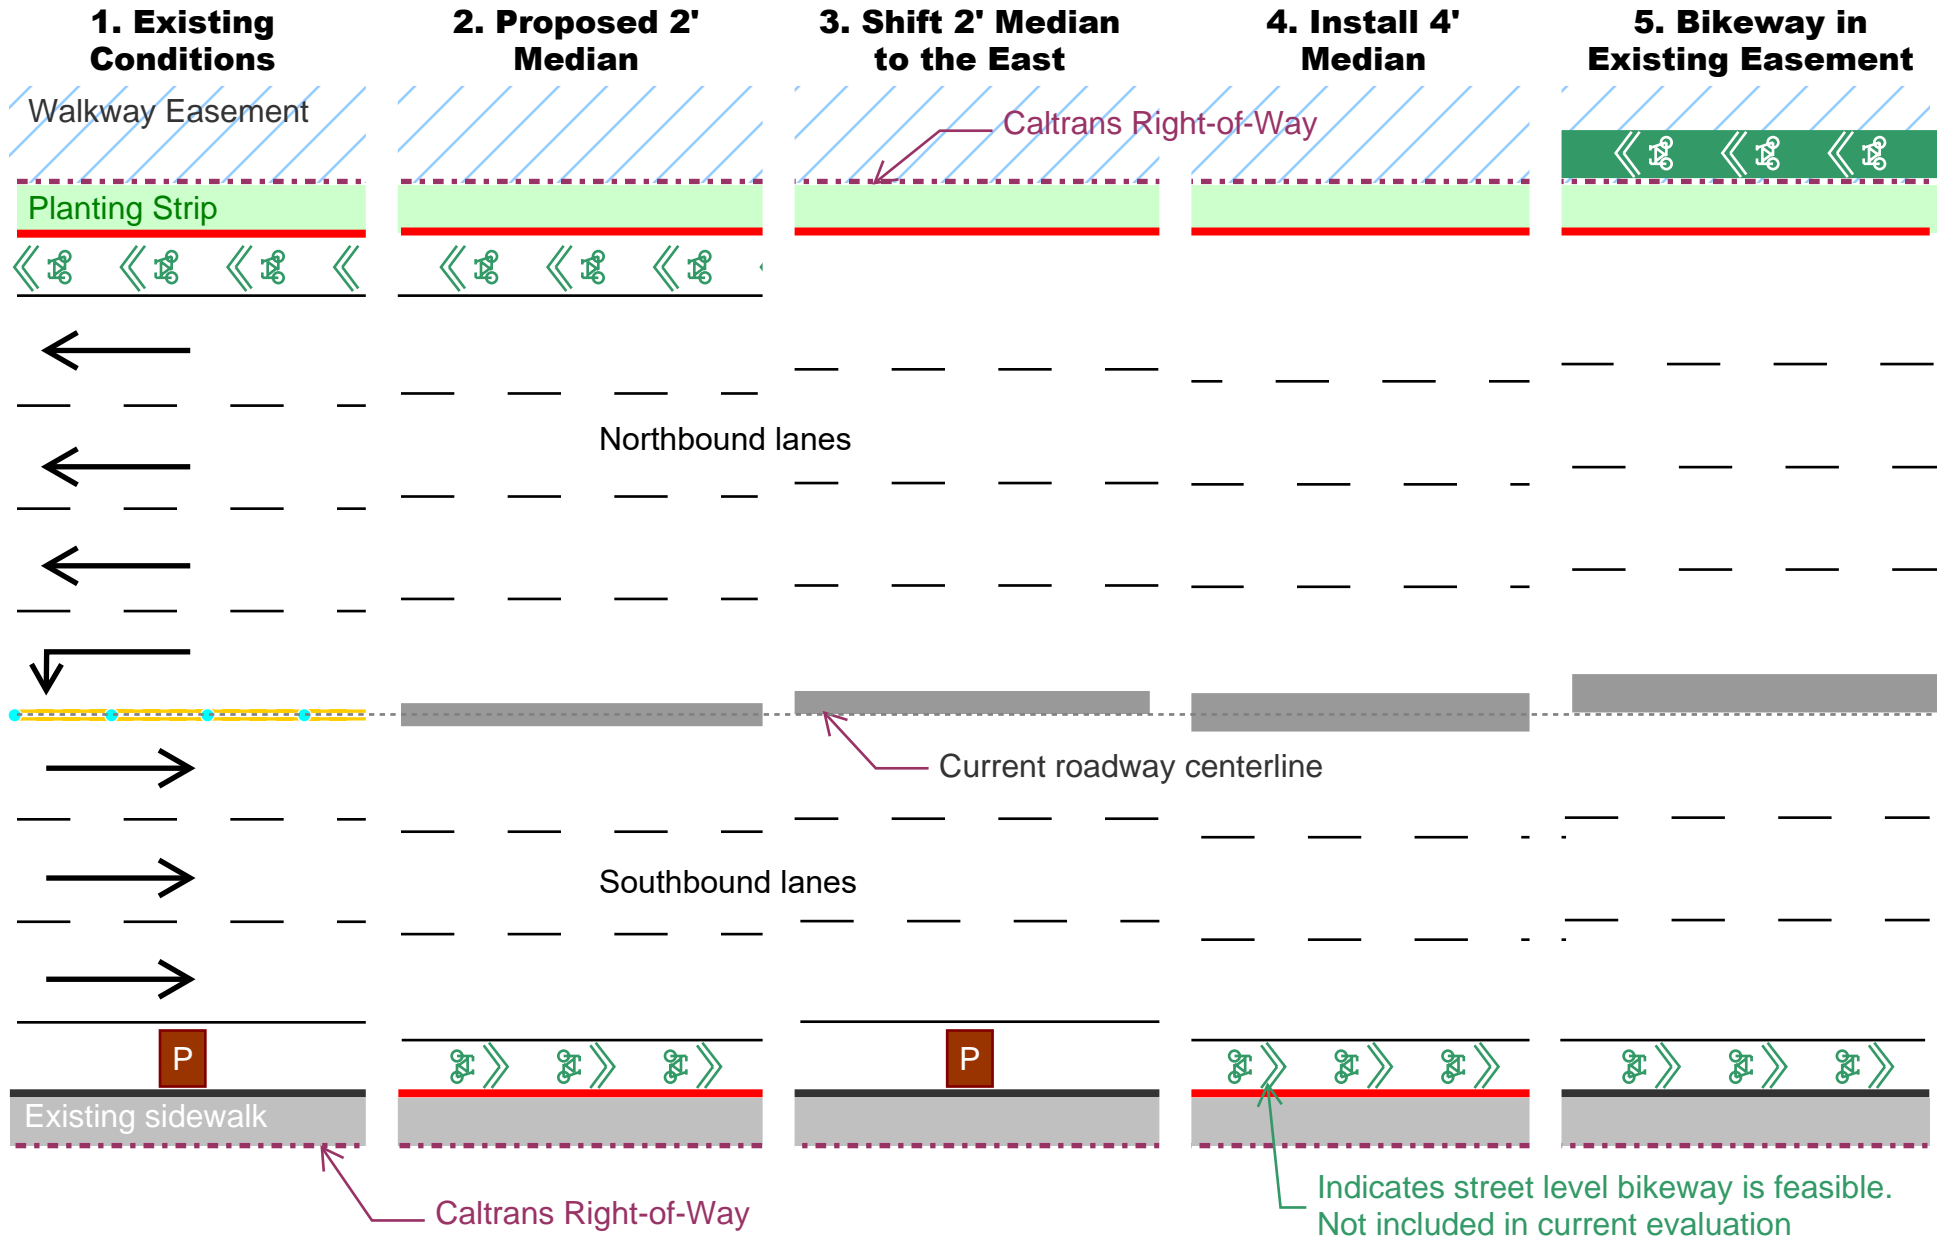 1. Existing
Conditions
2. Proposed 2'
Median
3. Shift 2' Median
to the East
4. Install 4'
Median
5. Bikeway in
Existing Easement
Walkway Easement
Caltrans Right-of-Way
Planting Strip
Northbound lanes
Current roadway centerline
Southbound lanes
P
P
Existing sidewalk
Caltrans Right-of-Way
Indicates street level bikeway is feasible.
Not included in current evaluation